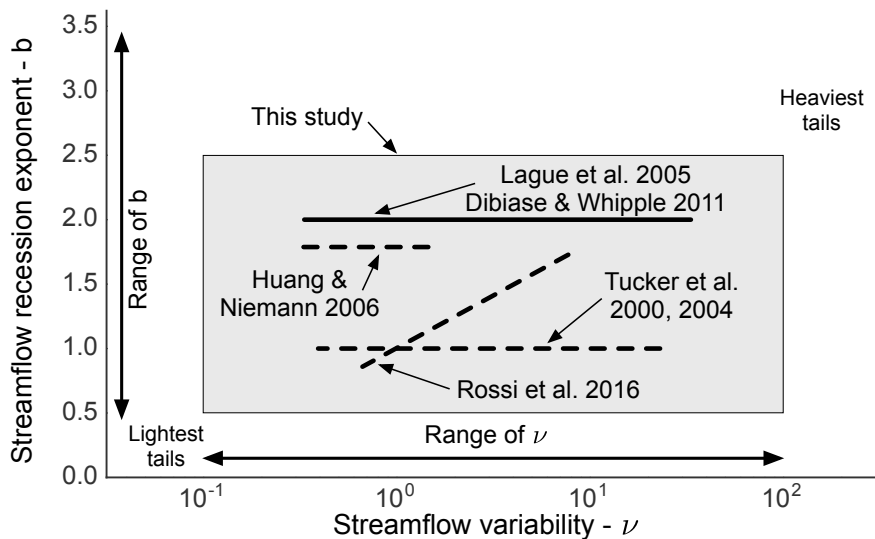 3.5
3.0
2.5
2.0
1.5
1.0
0.5
0.0
Streamflow recession exponent - b
Range of b
Heaviest
tails
This study
Lague et al. 2005
Dibiase & Whipple 2011
Huang &
Niemann 2006
Tucker et al.
2000, 2004
Rossi et al. 2016
Lightest
tails
Range of ν
10⁻¹ 10⁰ 10¹ 10²
Streamflow variability - ν